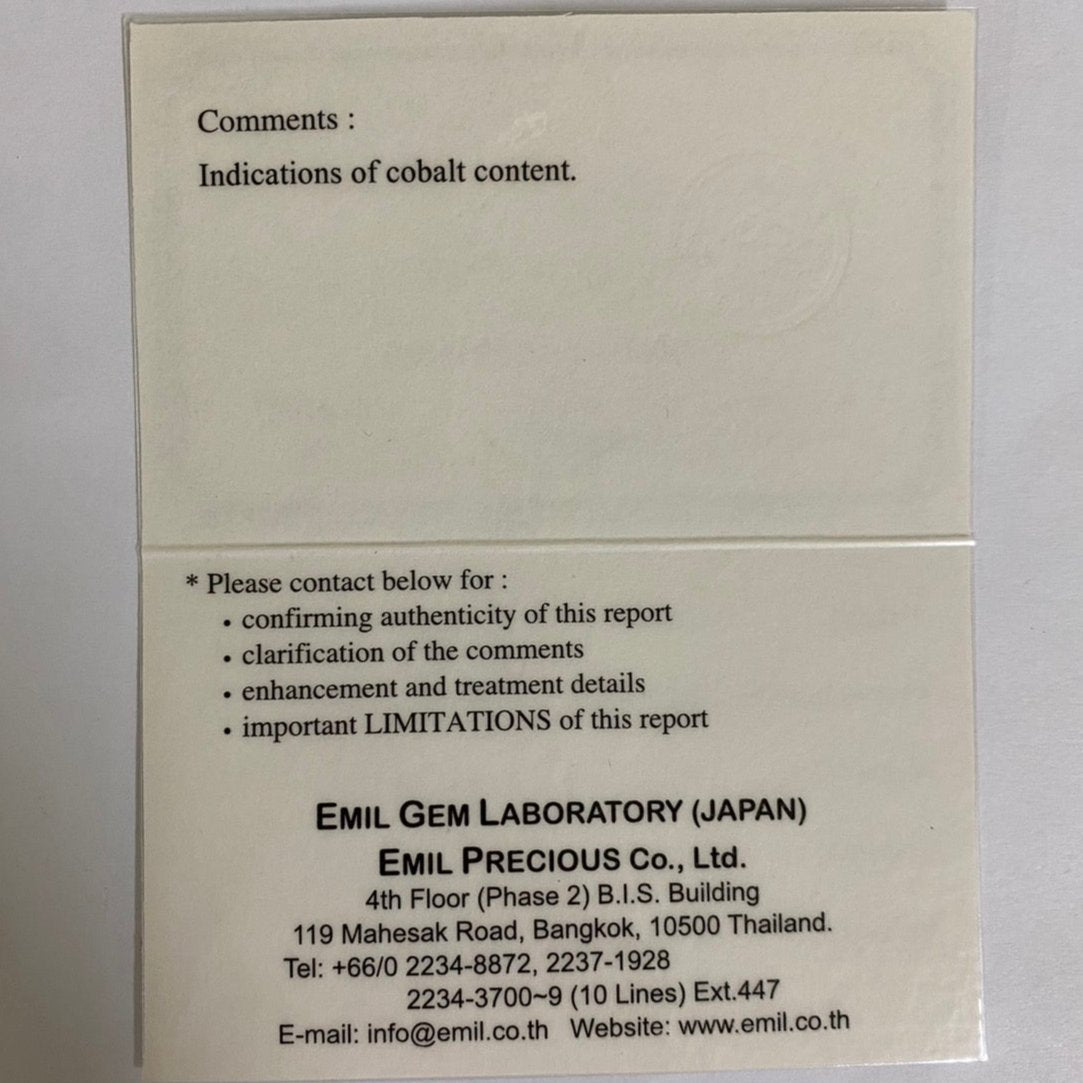 Comments :
Indications of cobalt content.
* Please contact below for :
• confirming authenticity of this report
• clarification of the comments
• enhancement and treatment details
• important LIMITATIONS of this report
EMIL GEM LABORATORY (JAPAN)
EMIL PRECIOUS Co., Ltd.
4th Floor (Phase 2) B.I.S. Building
119 Mahesak Road, Bangkok, 10500 Thailand.
Tel: +66/0 2234-8872, 2237-1928
2234-3700~9 (10 Lines) Ext.447
E-mail: info@emil.co.th Website: www.emil.co.th